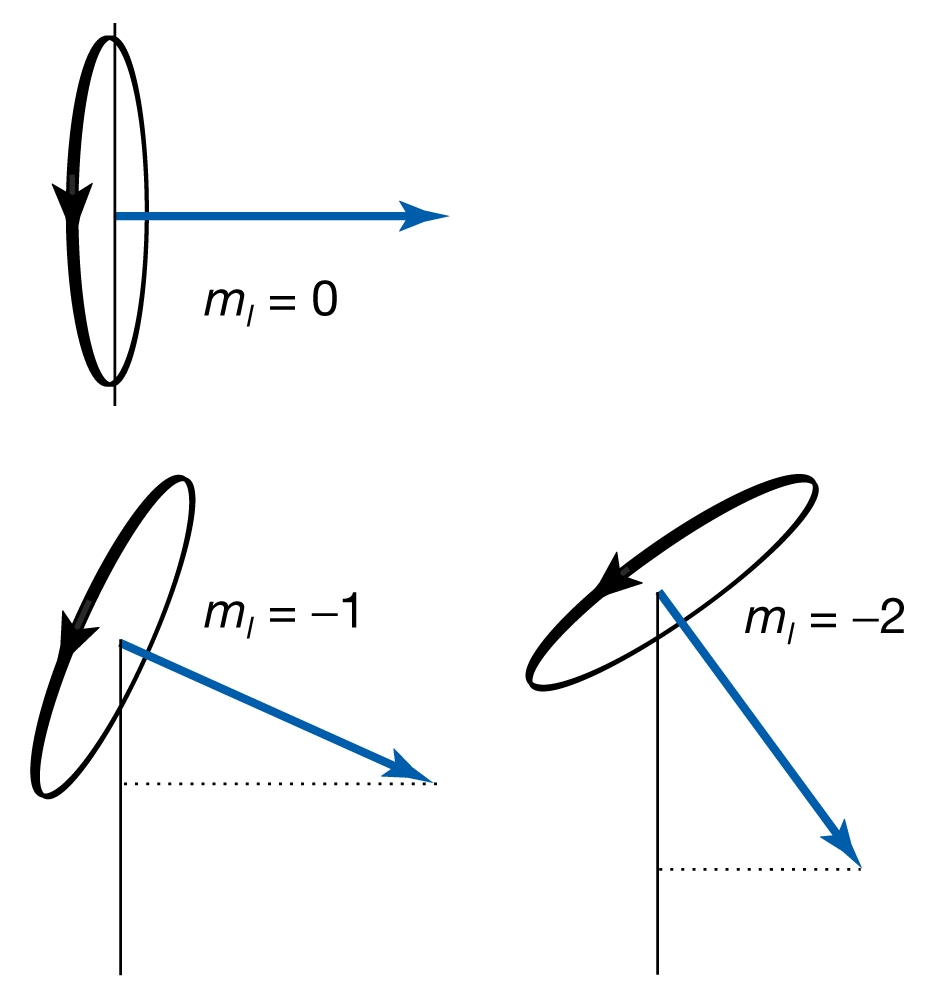 m_l = 0
m_l = –1
m_l = –2